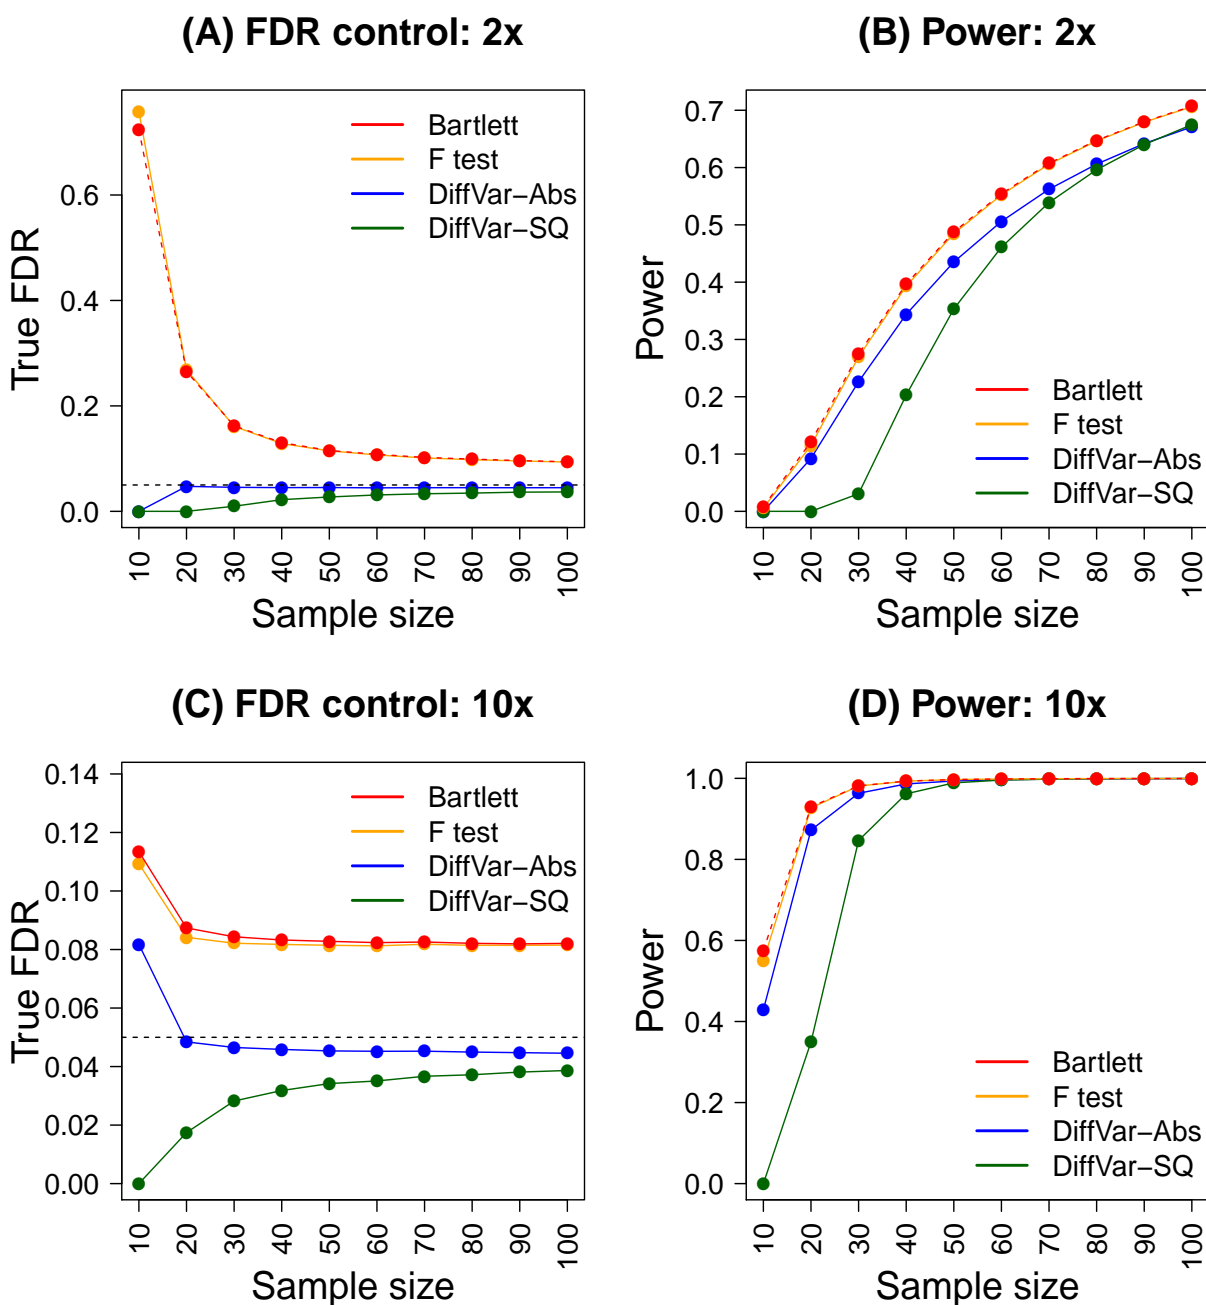 (A) FDR control: 2x
True FDR
0.6
0.4
0.2
0.0
Bartlett
F test
DiffVar−Abs
DiffVar−SQ
10 20 30 40 50 60 70 80 90 100
Sample size
(B) Power: 2x
Power
0.7
0.6
0.5
0.4
0.3
0.2
0.1
0.0
Bartlett
F test
DiffVar−Abs
DiffVar−SQ
10 20 30 40 50 60 70 80 90 100
Sample size
(C) FDR control: 10x
True FDR
0.14
0.12
0.10
0.08
0.06
0.04
0.02
0.00
Bartlett
F test
DiffVar−Abs
DiffVar−SQ
10 20 30 40 50 60 70 80 90 100
Sample size
(D) Power: 10x
Power
1.0
0.8
0.6
0.4
0.2
0.0
Bartlett
F test
DiffVar−Abs
DiffVar−SQ
10 20 30 40 50 60 70 80 90 100
Sample size